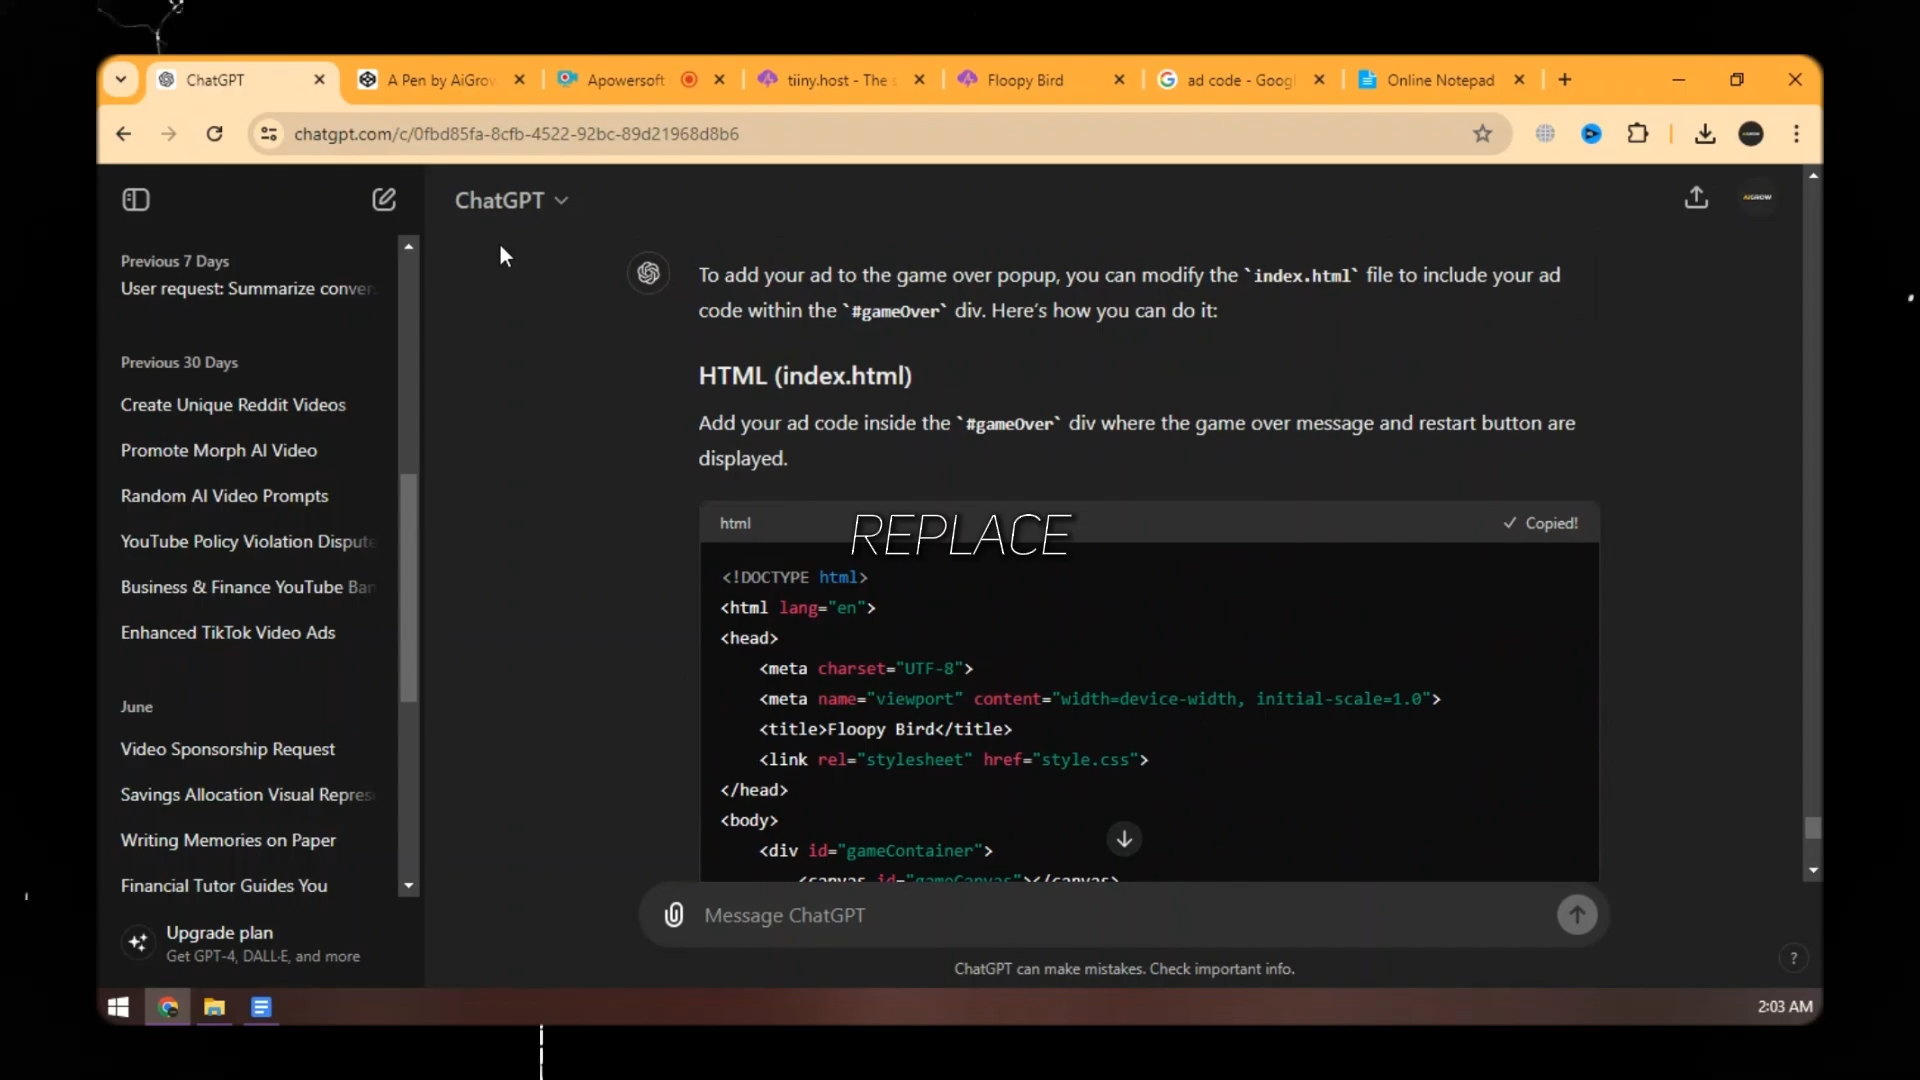 ChatGPT
A Pen by AiGrow
Apowersoft
tiiny.host - The s
Floopy Bird
ad code - Googl
Online Notepad
chatgpt.com/c/0fbd85fa-8cfb-4522-92bc-89d21968d8b6
ChatGPT
AIGROW
Previous 7 Days
User request: Summarize conver
Previous 30 Days
Create Unique Reddit Videos
Promote Morph AI Video
Random AI Video Prompts
YouTube Policy Violation Dispute
Business & Finance YouTube Ban
Enhanced TikTok Video Ads
June
Video Sponsorship Request
Savings Allocation Visual Repres
Writing Memories on Paper
Financial Tutor Guides You
Upgrade plan
Get GPT-4, DALL·E, and more
To add your ad to the game over popup, you can modify the `index.html` file to include your ad
code within the `#gameOver` div. Here's how you can do it:
HTML (index.html)
Add your ad code inside the `#gameOver` div where the game over message and restart button are
displayed.
html
Copied!
REPLACE
<!DOCTYPE html>
<html lang="en">
<head>
<meta charset="UTF-8">
<meta name="viewport" content="width=device-width, initial-scale=1.0">
<title>Floopy Bird</title>
<link rel="stylesheet" href="style.css">
</head>
<body>
<div id="gameContainer">
<canvas id="gameCanvas"></canvas>
Message ChatGPT
ChatGPT can make mistakes. Check important info.
?
2:03 AM